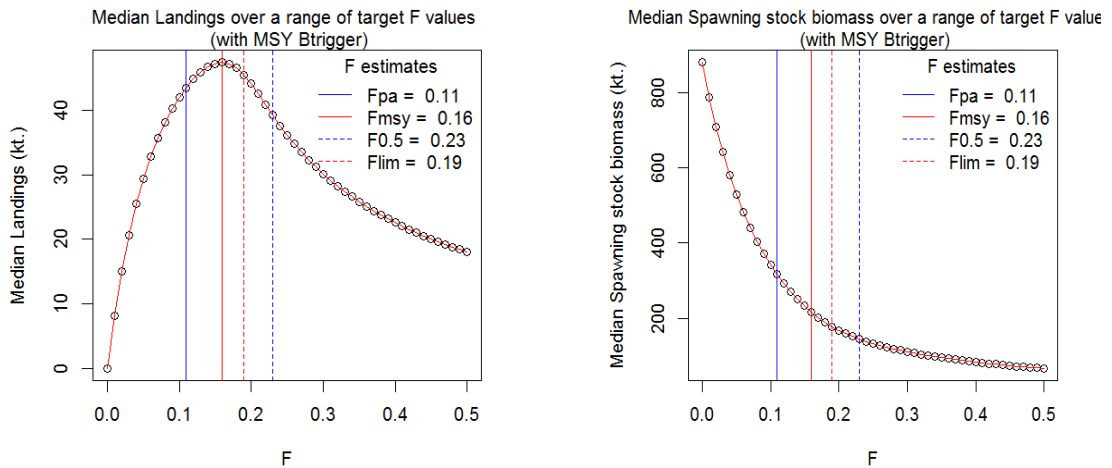 Median Landings over a range of target F values
(with MSY Btrigger)
Median Landings (kt.)
40
30
20
10
0
F estimates
Fpa = 0.11
Fmsy = 0.16
F0.5 = 0.23
Flim = 0.19
0.0 0.1 0.2 0.3 0.4 0.5
F
Median Spawning stock biomass over a range of target F value
(with MSY Btrigger)
Median Spawning stock biomass (kt.)
800
600
400
200
F estimates
Fpa = 0.11
Fmsy = 0.16
F0.5 = 0.23
Flim = 0.19
0.0 0.1 0.2 0.3 0.4 0.5
F